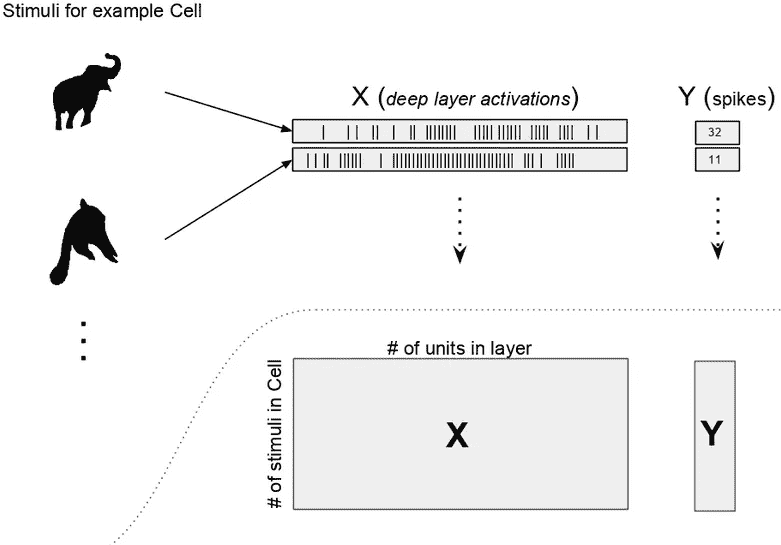 Stimuli for example Cell
X (deep layer activations)
Y (spikes)
32
11
# of units in layer
# of stimuli in Cell
X
Y